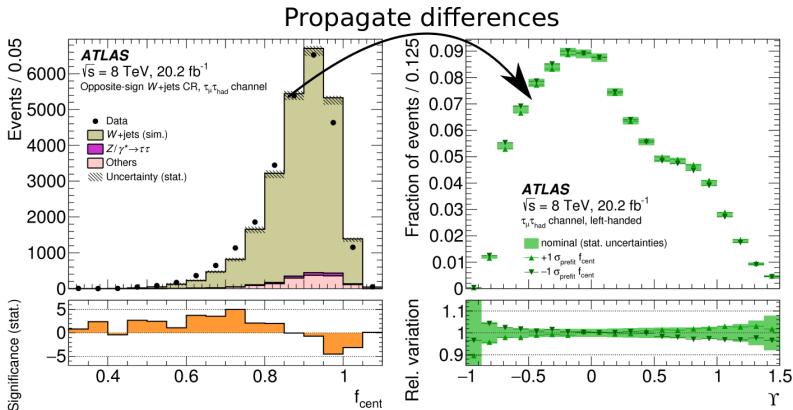 Propagate differences
Events / 0.05
6000
5000
4000
3000
2000
1000
0
ATLAS
√s = 8 TeV, 20.2 fb⁻¹
Opposite-sign W+jets CR, τμτhad channel
Data
W+jets (sim.)
Z/γ*→ττ
Others
Uncertainty (stat.)
Significance (stat.)
5
0
−5
0.4 0.6 0.8 1
fcent
Fraction of events / 0.125
0.09
0.08
0.07
0.06
0.05
0.04
0.03
0.02
0.01
0
ATLAS
√s = 8 TeV, 20.2 fb⁻¹
τμτhad channel, left-handed
nominal (stat. uncertainties)
+1 σprefit fcent
−1 σprefit fcent
Rel. variation
1.1
1
0.9
−1 −0.5 0 0.5 1 1.5
ϒ